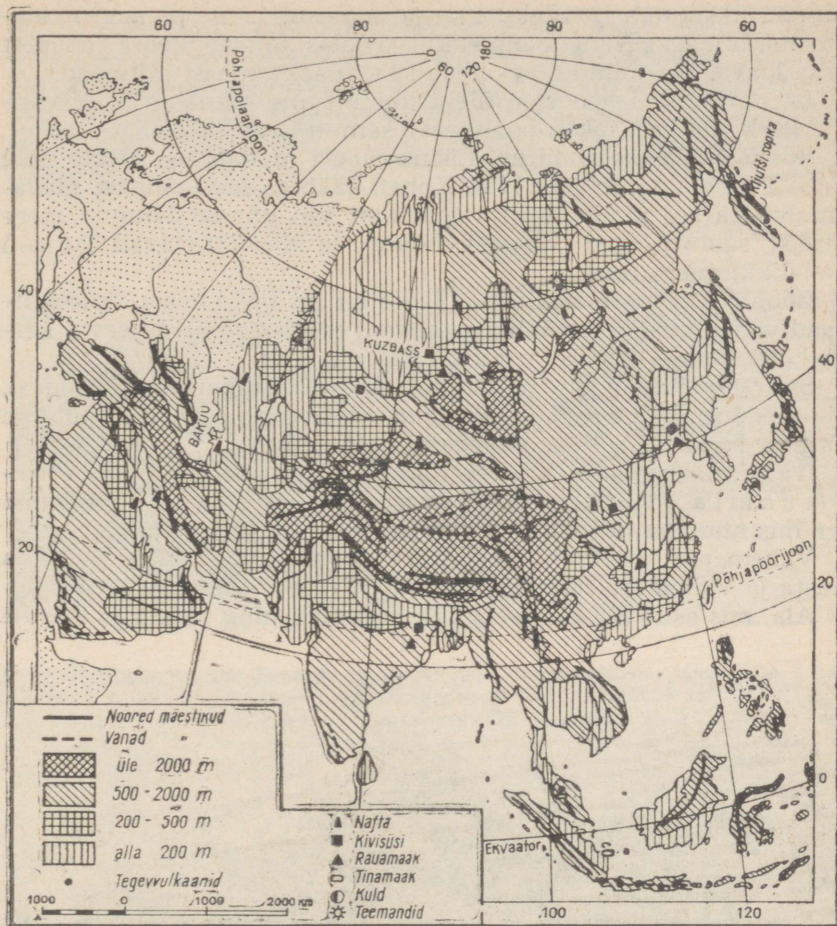 60 80 80 60
0
60 120 180
Põhjapolaarjoon
Kljutši sopka
40
KUZBASS
40
BAKUU
20
Põhjapöörijoon
20
Noored mäestikud
Vanad "
üle 2000 m
500-2000 m
200-500 m
alla 200 m
Tegevvulkaanid
1000 0 1000 2000 km
Nafta
Kivisüsi
Rauamaak
Tinamaak
Kuld
Teemandid
Ekvaator
0
100 120